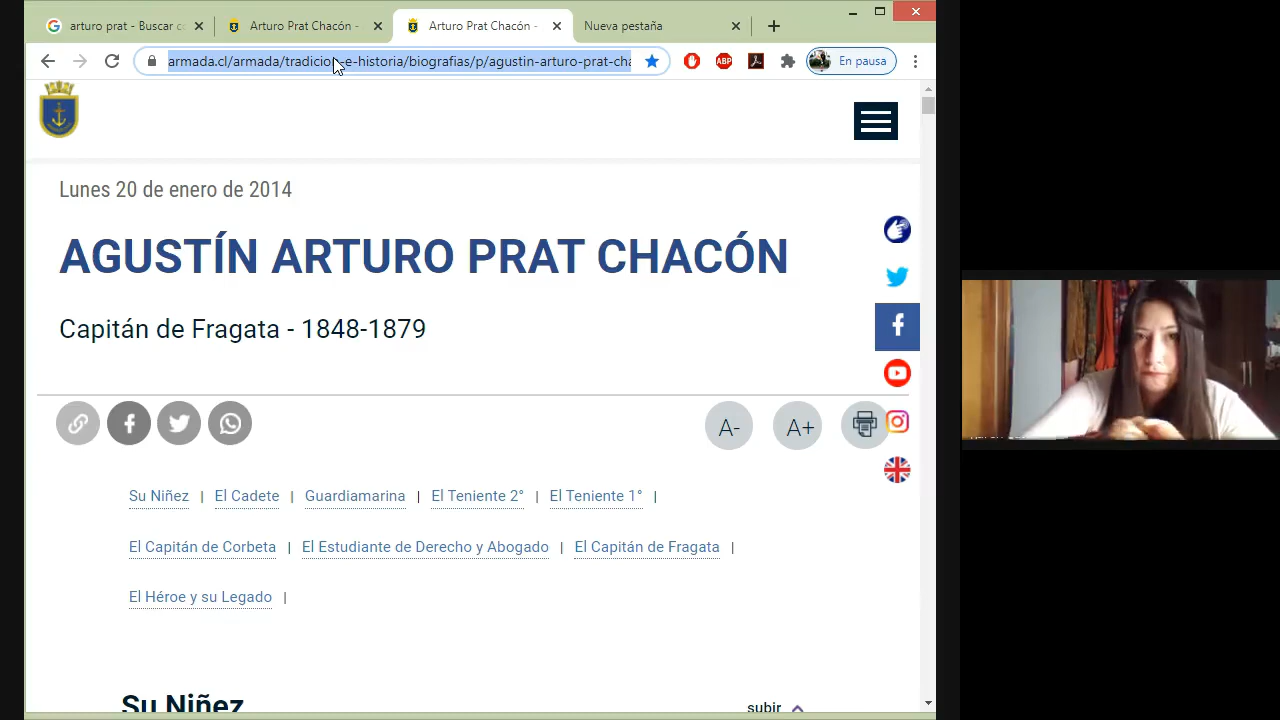 arturo prat - Buscar c
Arturo Prat Chacón -
Arturo Prat Chacón -
Nueva pestaña
armada.cl/armada/tradicion-e-historia/biografias/p/agustin-arturo-prat-cha
ABP
En pausa
Lunes 20 de enero de 2014
AGUSTÍN ARTURO PRAT CHACÓN
Capitán de Fragata - 1848-1879
A-
A+
Su Niñez | El Cadete | Guardiamarina | El Teniente 2° | El Teniente 1° |
El Capitán de Corbeta | El Estudiante de Derecho y Abogado | El Capitán de Fragata |
El Héroe y su Legado |
Su Niñez
subir